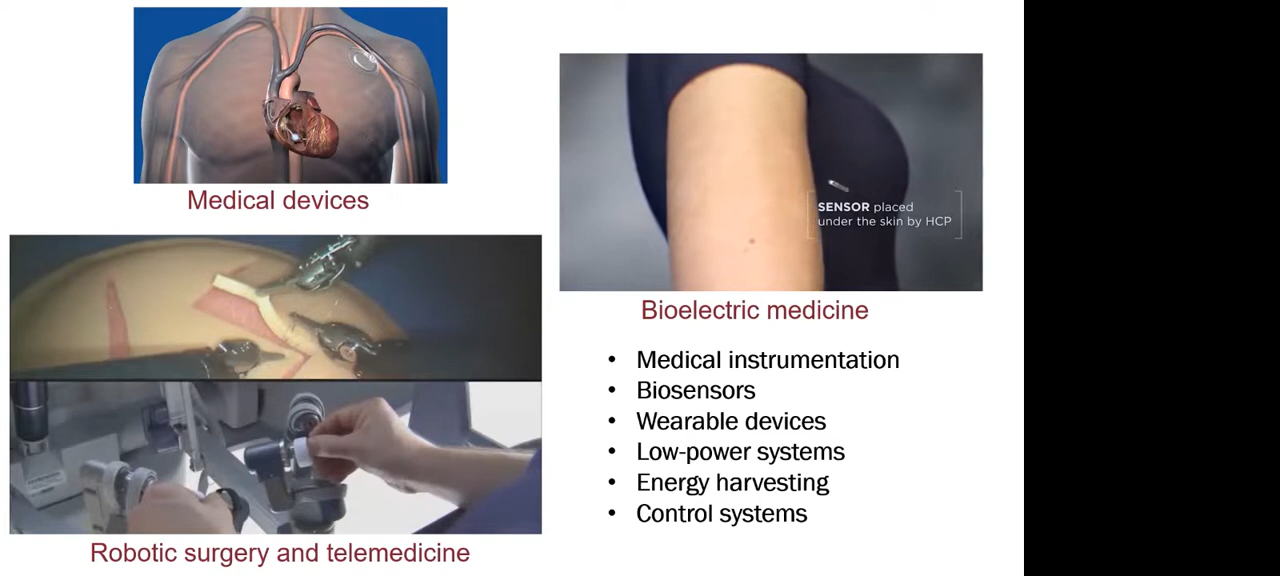 Medical devices
SENSOR placed
under the skin by HCP
Bioelectric medicine
• Medical instrumentation
• Biosensors
• Wearable devices
• Low-power systems
• Energy harvesting
• Control systems
Robotic surgery and telemedicine